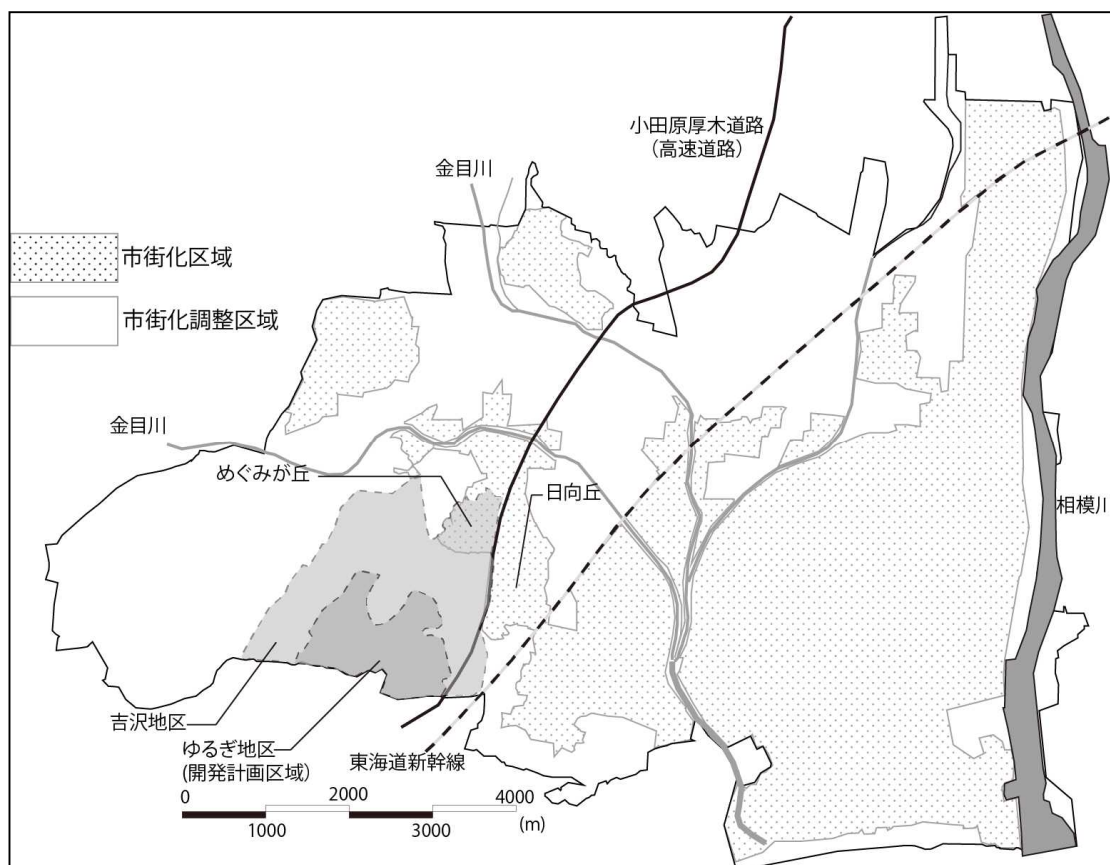 小田原厚木道路
（高速道路）
金目川
市街化区域
市街化調整区域
金目川
めぐみが丘
日向丘
相模川
吉沢地区
ゆるぎ地区
(開発計画区域）
東海道新幹線
0 2000 4000
1000 3000 (m)